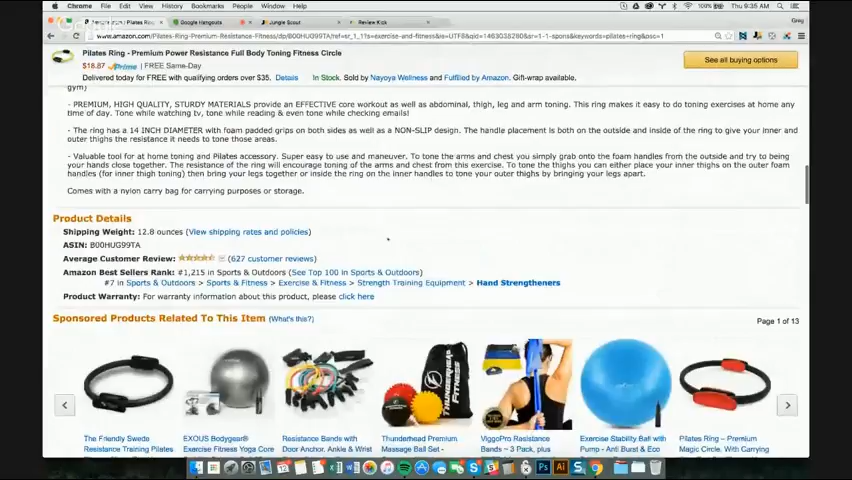 Chrome File Edit View History Bookmarks People Window Help
100% Thu 9:35 AM
Greg
Google Hangouts
Jungle Scout
Review Kick
Pilates Ring - Premium Power Resistance Full Body Toning Fitness Circle
$18.87 Prime | FREE Same-Day
Delivered today for FREE with qualifying orders over $35. Details In Stock. Sold by Nayoya Wellness and Fulfilled by Amazon. Gift-wrap available.
See all buying options
gym)
- PREMIUM, HIGH QUALITY, STURDY MATERIALS provide an EFFECTIVE core workout as well as abdominal, thigh, leg and arm toning. This ring makes it easy to do toning exercises at home any
time of day. Tone while watching tv, tone while reading & even tone while checking emails!
- The ring has a 14 INCH DIAMETER with foam padded grips on both sides as well as a NON-SLIP design. The handle placement is both on the outside and inside of the ring to give your inner and
outer thighs the resistance it needs to tone those areas.
- Valuable tool for at home toning and Pilates accessory. Super easy to use and maneuver. To tone the arms and chest you simply grab onto the foam handles from the outside and try to being
your hands close together. The resistance of the ring will encourage toning of the arms and chest from this exercise. To tone the thighs you can either place your inner thighs on the outer foam
handles (for inner thigh toning) then bring your legs together or inside the ring on the inner handles to tone your outer thighs by bringing your legs apart.
Comes with a nylon carry bag for carrying purposes or storage.
Product Details
Shipping Weight: 12.8 ounces (View shipping rates and policies)
ASIN: B00HUG99TA
Average Customer Review: (627 customer reviews)
Amazon Best Sellers Rank: #1,215 in Sports & Outdoors (See Top 100 in Sports & Outdoors)
#7 in Sports & Outdoors > Sports & Fitness > Exercise & Fitness > Strength Training Equipment > Hand Strengtheners
Product Warranty: For warranty information about this product, please click here
Sponsored Products Related To This Item (What's this?)
Page 1 of 13
THUNDERHEAD
FITNESS
The Friendly Swede
Resistance Training Pilates
EXOUS Bodygear®
Fitness Yoga Core
Resistance Bands with
Door Anchor, Ankle & Wrist
Thunderhead Premium
Massage Ball Set -
ViggoPro Resistance
Bands ~ 3 Pack, plus
Exercise Stability Ball with
Pump - Anti Burst & Eco
Pilates Ring – Premium
Magic Circle, With Carrying